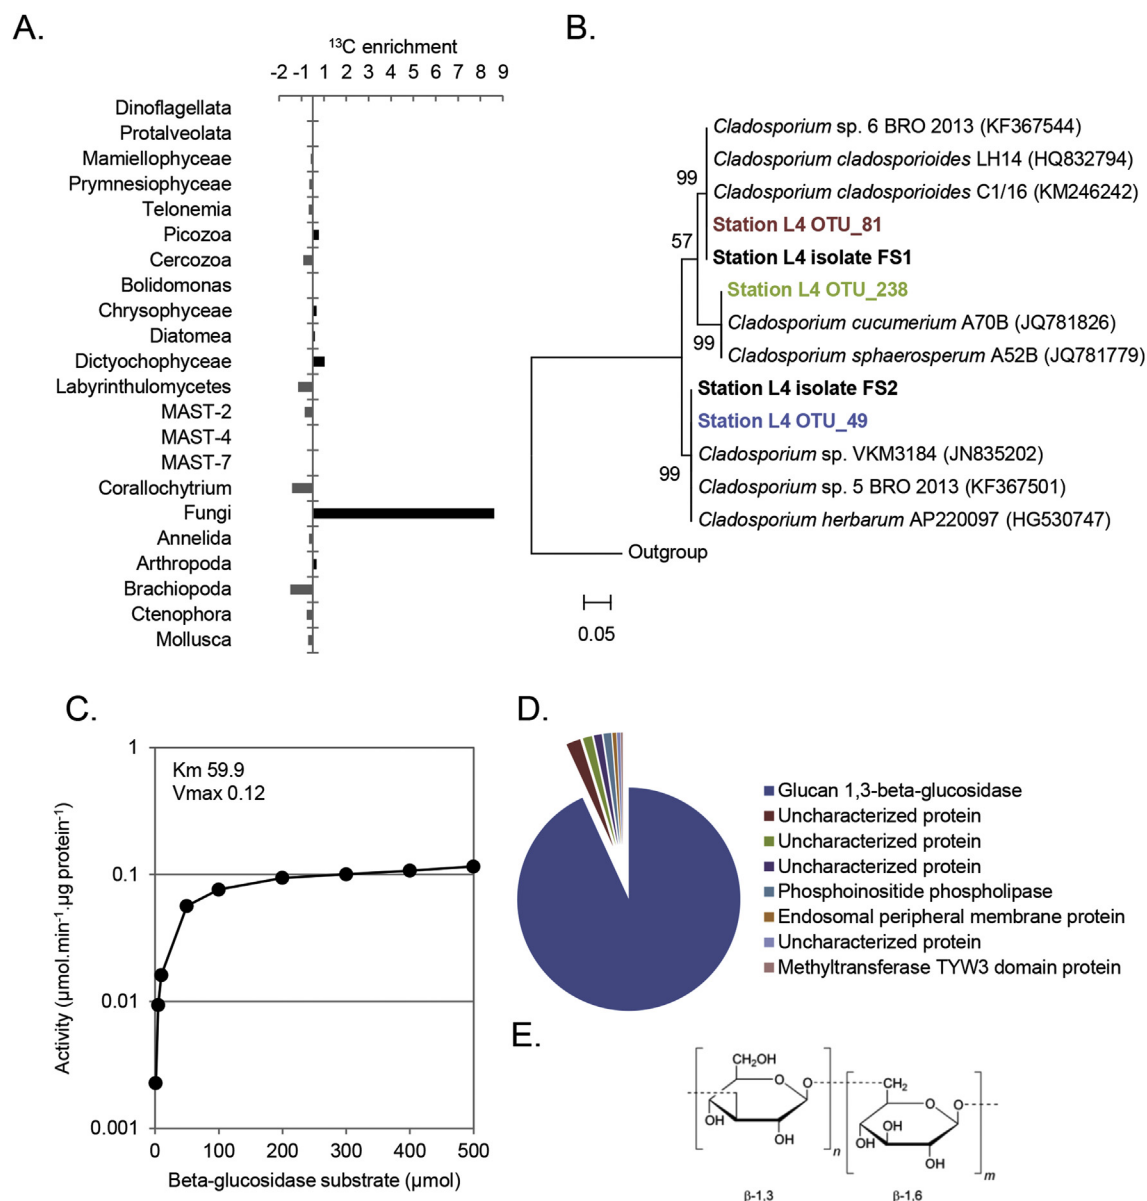 A.
¹³C enrichment
-2 -1 1 2 3 4 5 6 7 8 9
Dinoflagellata
Protalveolata
Mamiellophyceae
Prymnesiophyceae
Telonemia
Picozoa
Cercozoa
Bolidomonas
Chrysophyceae
Diatomea
Dictyochophyceae
Labyrinthulomycetes
MAST-2
MAST-4
MAST-7
Corallochytrium
Fungi
Annelida
Arthropoda
Brachiopoda
Ctenophora
Mollusca
B.
Cladosporium sp. 6 BRO 2013 (KF367544)
Cladosporium cladosporioides LH14 (HQ832794)
99
Cladosporium cladosporioides C1/16 (KM246242)
Station L4 OTU_81
57
Station L4 isolate FS1
Station L4 OTU_238
Cladosporium cucumerium A70B (JQ781826)
99
Cladosporium sphaerosperum A52B (JQ781779)
Station L4 isolate FS2
Station L4 OTU_49
Cladosporium sp. VKM3184 (JN835202)
99
Cladosporium sp. 5 BRO 2013 (KF367501)
Cladosporium herbarum AP220097 (HG530747)
Outgroup
0.05
C.
Activity (µmol.min⁻¹.µg protein⁻¹)
1
0.1
0.01
0.001
Km 59.9
Vmax 0.12
0 100 200 300 400 500
Beta-glucosidase substrate (µmol)
D.
Glucan 1,3-beta-glucosidase
Uncharacterized protein
Uncharacterized protein
Uncharacterized protein
Phosphoinositide phospholipase
Endosomal peripheral membrane protein
Uncharacterized protein
Methyltransferase TYW3 domain protein
E.
CH₂OH
O
O
OH
OH
n
CH₂
O
O
OH
OH
OH
m
β-1,3
β-1,6